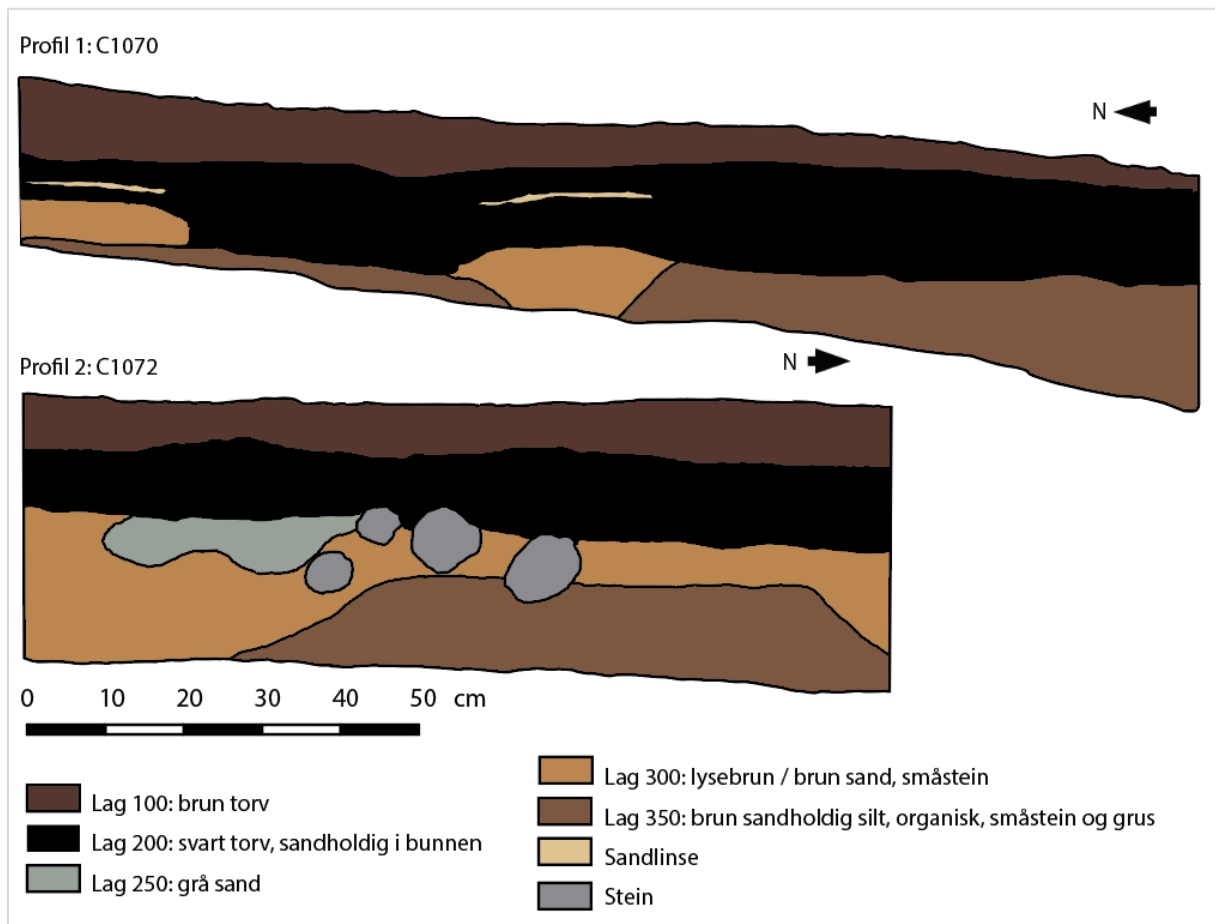 Profil 1: C1070
N
Profil 2: C1072
N
0 10 20 30 40 50 cm
Lag 100: brun torv
Lag 200: svart torv, sandholdig i bunnen
Lag 250: grå sand
Lag 300: lysebrun / brun sand, småstein
Lag 350: brun sandholdig silt, organisk, småstein og grus
Sandlinse
Stein